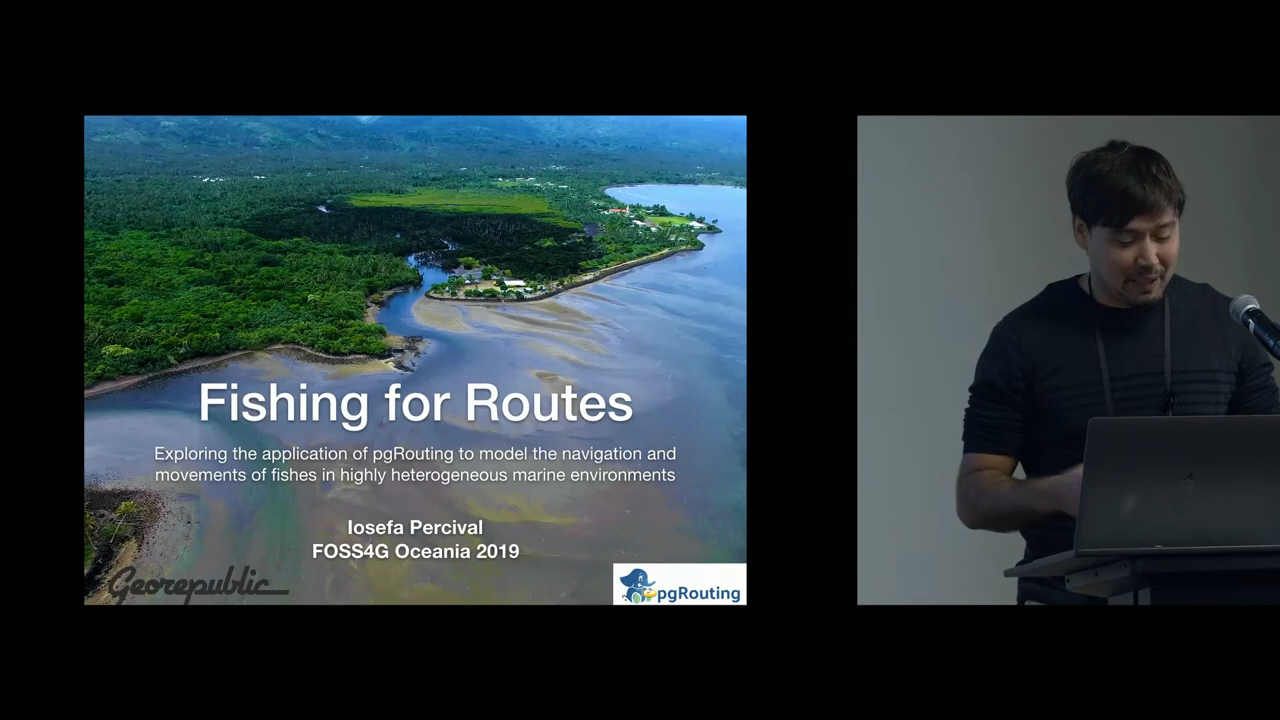 Fishing for Routes
Exploring the application of pgRouting to model the navigation and
movements of fishes in highly heterogeneous marine environments
Iosefa Percival
FOSS4G Oceania 2019
Georepublic
pgRouting